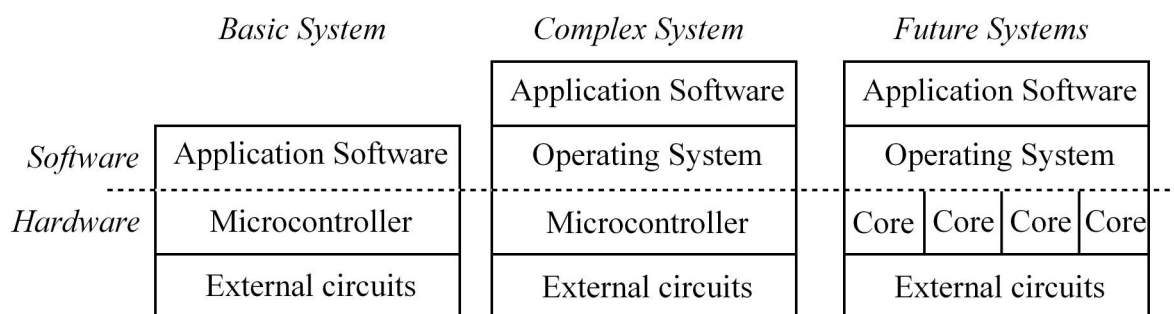 Basic System Complex System Future Systems
Application Software Application Software
Software Application Software Operating System Operating System
Hardware Microcontroller Microcontroller Core Core Core Core
External circuits External circuits External circuits